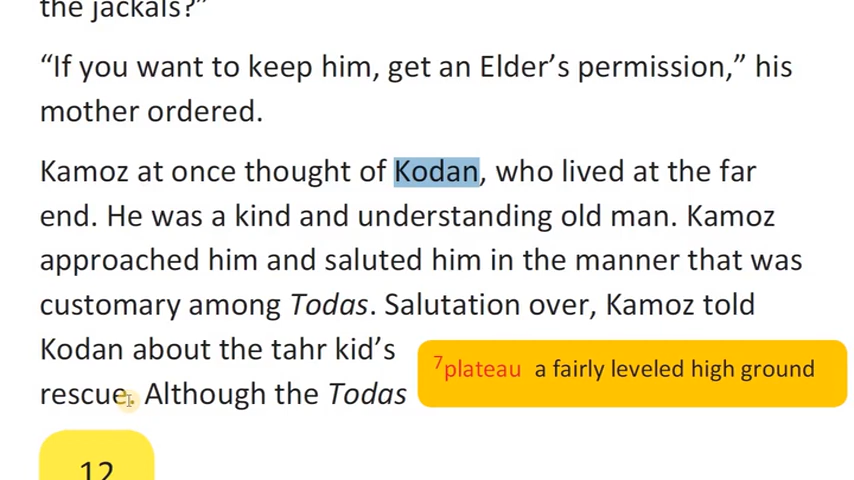 the jackals?”
“If you want to keep him, get an Elder’s permission,” his
mother ordered.
Kamoz at once thought of Kodan, who lived at the far
end. He was a kind and understanding old man. Kamoz
approached him and saluted him in the manner that was
customary among Todas. Salutation over, Kamoz told
Kodan about the tahr kid’s
rescue. Although the Todas
7plateau a fairly leveled high ground
12